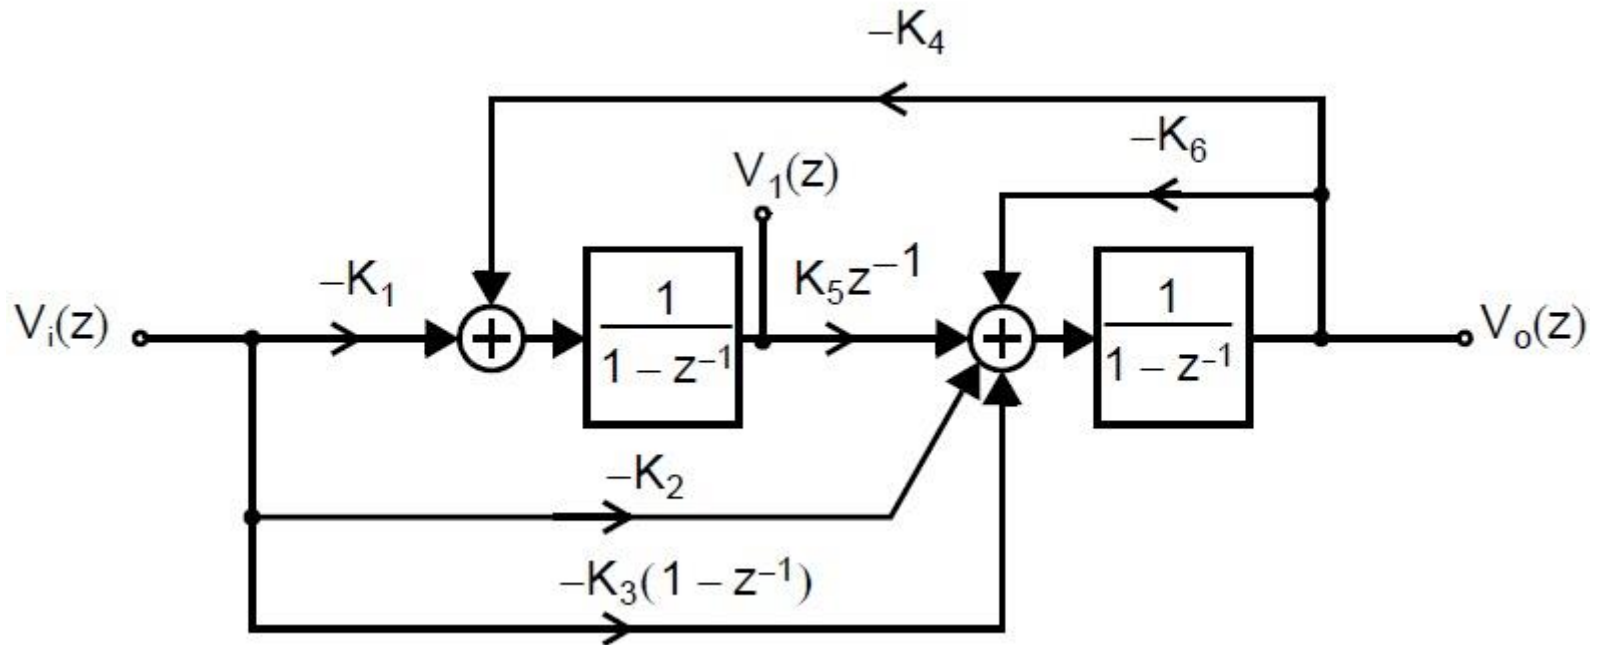 −K₄
−K₆
V₁(z)
−K₁
K₅z⁻¹
Vᵢ(z)
+
1
1 − z⁻¹
+
1
1 − z⁻¹
Vₒ(z)
−K₂
−K₃(1 − z⁻¹)